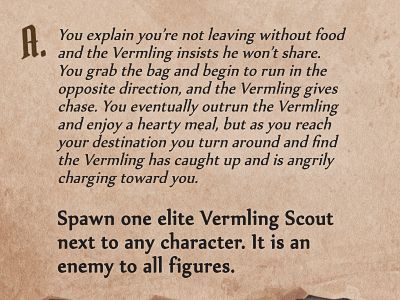 A. You explain you're not leaving without food
and the Vermling insists he won't share.
You grab the bag and begin to run in the
opposite direction, and the Vermling gives
chase. You eventually outrun the Vermling
and enjoy a hearty meal, but as you reach
your destination you turn around and find
the Vermling has caught up and is angrily
charging toward you.
Spawn one elite Vermling Scout
next to any character. It is an
enemy to all figures.